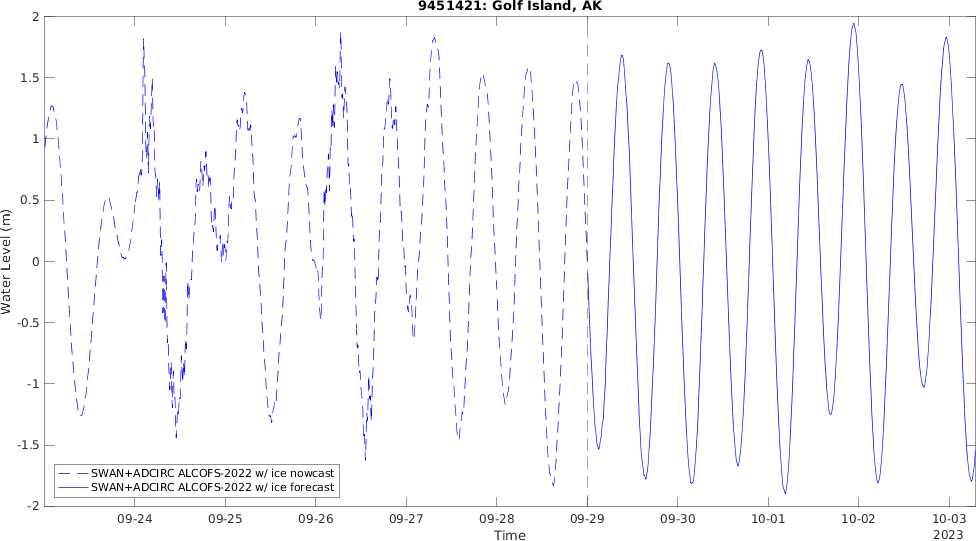 9451421: Golf Island, AK
2
1.5
1
0.5
0
-0.5
-1
-1.5
-2
Water Level (m)
SWAN+ADCIRC ALCOFS-2022 w/ ice nowcast
SWAN+ADCIRC ALCOFS-2022 w/ ice forecast
09-24 09-25 09-26 09-27 09-28 09-29 09-30 10-01 10-02 10-03
2023
Time